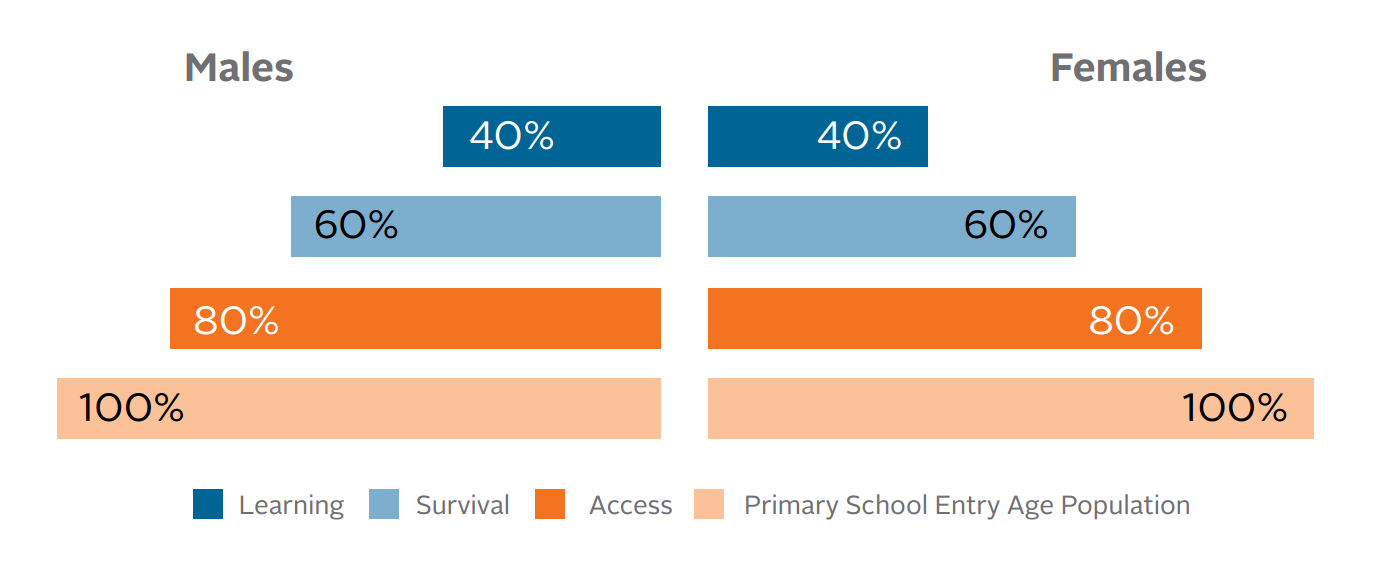 Males Females
40% 40%
60% 60%
80% 80%
100% 100%
Learning Survival Access Primary School Entry Age Population